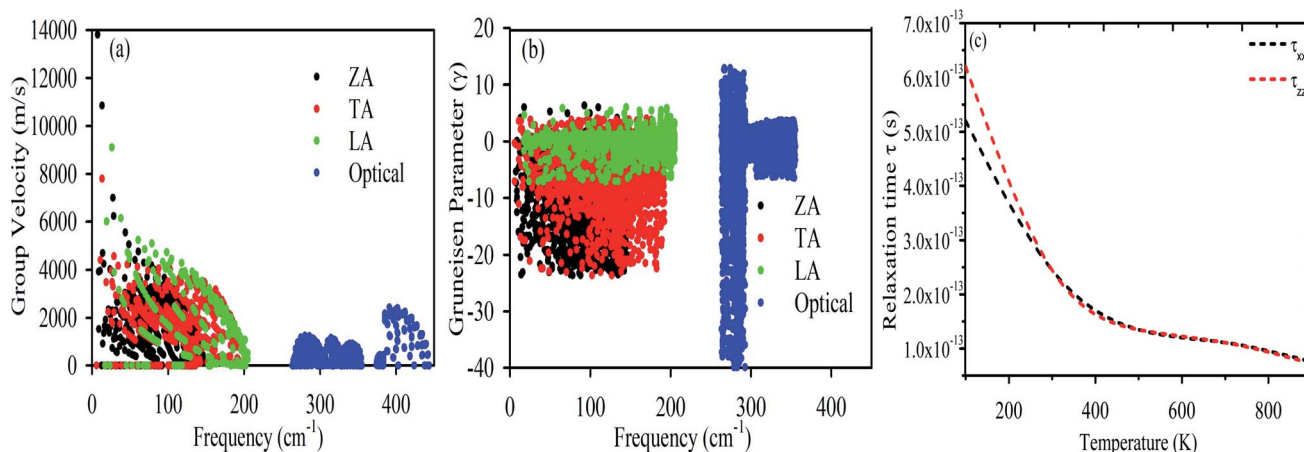 (a)
Group Velocity (m/s)
14000
12000
10000
8000
6000
4000
2000
0
ZA
TA
LA
Optical
0 100 200 300 400
Frequency (cm⁻¹)
(b)
Gruneisen Parameter (γ)
20
10
0
-10
-20
-30
-40
ZA
TA
LA
Optical
0 100 200 300 400
Frequency (cm⁻¹)
(c)
Relaxation time τ (s)
7.0x10⁻¹³
6.0x10⁻¹³
5.0x10⁻¹³
4.0x10⁻¹³
3.0x10⁻¹³
2.0x10⁻¹³
1.0x10⁻¹³
τxx
τzz
200 400 600 800
Temperature (K)